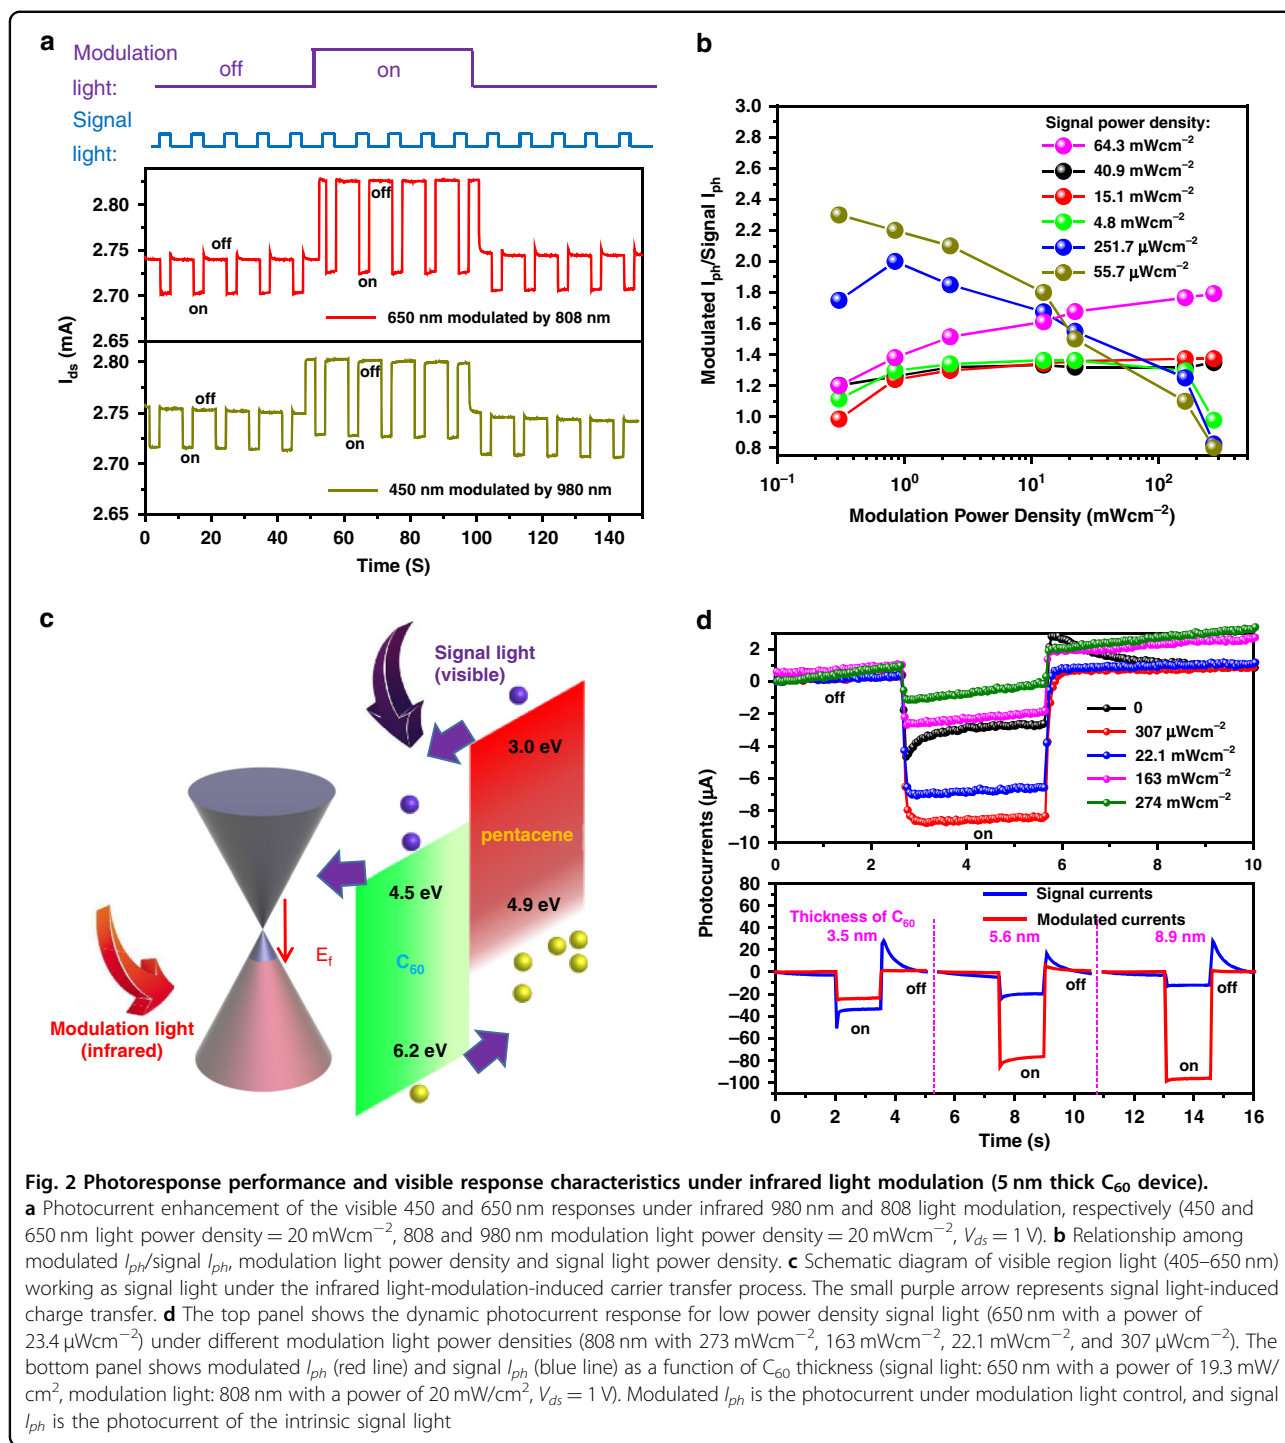 a
Modulation
light:
off
on
Signal
light:
2.80
2.75
2.70
2.65
off
on
off
on
650 nm modulated by 808 nm
I_ds (mA)
2.80
2.75
2.70
2.65
off
on
off
on
450 nm modulated by 980 nm
0 20 40 60 80 100 120 140
Time (S)
b
3.0
2.8
2.6
2.4
2.2
2.0
1.8
1.6
1.4
1.2
1.0
0.8
Modulated I_ph/Signal I_ph
Signal power density:
64.3 mWcm⁻²
40.9 mWcm⁻²
15.1 mWcm⁻²
4.8 mWcm⁻²
251.7 μWcm⁻²
55.7 μWcm⁻²
10⁻¹ 10⁰ 10¹ 10²
Modulation Power Density (mWcm⁻²)
c
Signal light
(visible)
3.0 eV
pentacene
4.5 eV
4.9 eV
E_f
C₆₀
Modulation light
(infrared)
6.2 eV
d
2
0
−2
−4
−6
−8
−10
off
on
0
307 μWcm⁻²
22.1 mWcm⁻²
163 mWcm⁻²
274 mWcm⁻²
0 2 4 6 8 10
Photocurrents (μA)
80
60
40
20
0
−20
−40
−60
−80
−100
Signal currents
Modulated currents
Thickness of C₆₀
3.5 nm
5.6 nm
8.9 nm
off
off
off
on
on
on
0 2 4 6 8 10 12 14 16
Time (s)
Fig. 2 Photoresponse performance and visible response characteristics under infrared light modulation (5 nm thick C₆₀ device).
a Photocurrent enhancement of the visible 450 and 650 nm responses under infrared 980 nm and 808 light modulation, respectively (450 and
650 nm light power density = 20 mWcm⁻², 808 and 980 nm modulation light power density = 20 mWcm⁻², V_ds = 1 V). b Relationship among
modulated I_ph/signal I_ph, modulation light power density and signal light power density. c Schematic diagram of visible region light (405–650 nm)
working as signal light under the infrared light-modulation-induced carrier transfer process. The small purple arrow represents signal light-induced
charge transfer. d The top panel shows the dynamic photocurrent response for low power density signal light (650 nm with a power of
23.4 μWcm⁻²) under different modulation light power densities (808 nm with 273 mWcm⁻², 163 mWcm⁻², 22.1 mWcm⁻², and 307 μWcm⁻²). The
bottom panel shows modulated I_ph (red line) and signal I_ph (blue line) as a function of C₆₀ thickness (signal light: 650 nm with a power of 19.3 mW/
cm², modulation light: 808 nm with a power of 20 mW/cm², V_ds = 1 V). Modulated I_ph is the photocurrent under modulation light control, and signal
I_ph is the photocurrent of the intrinsic signal light